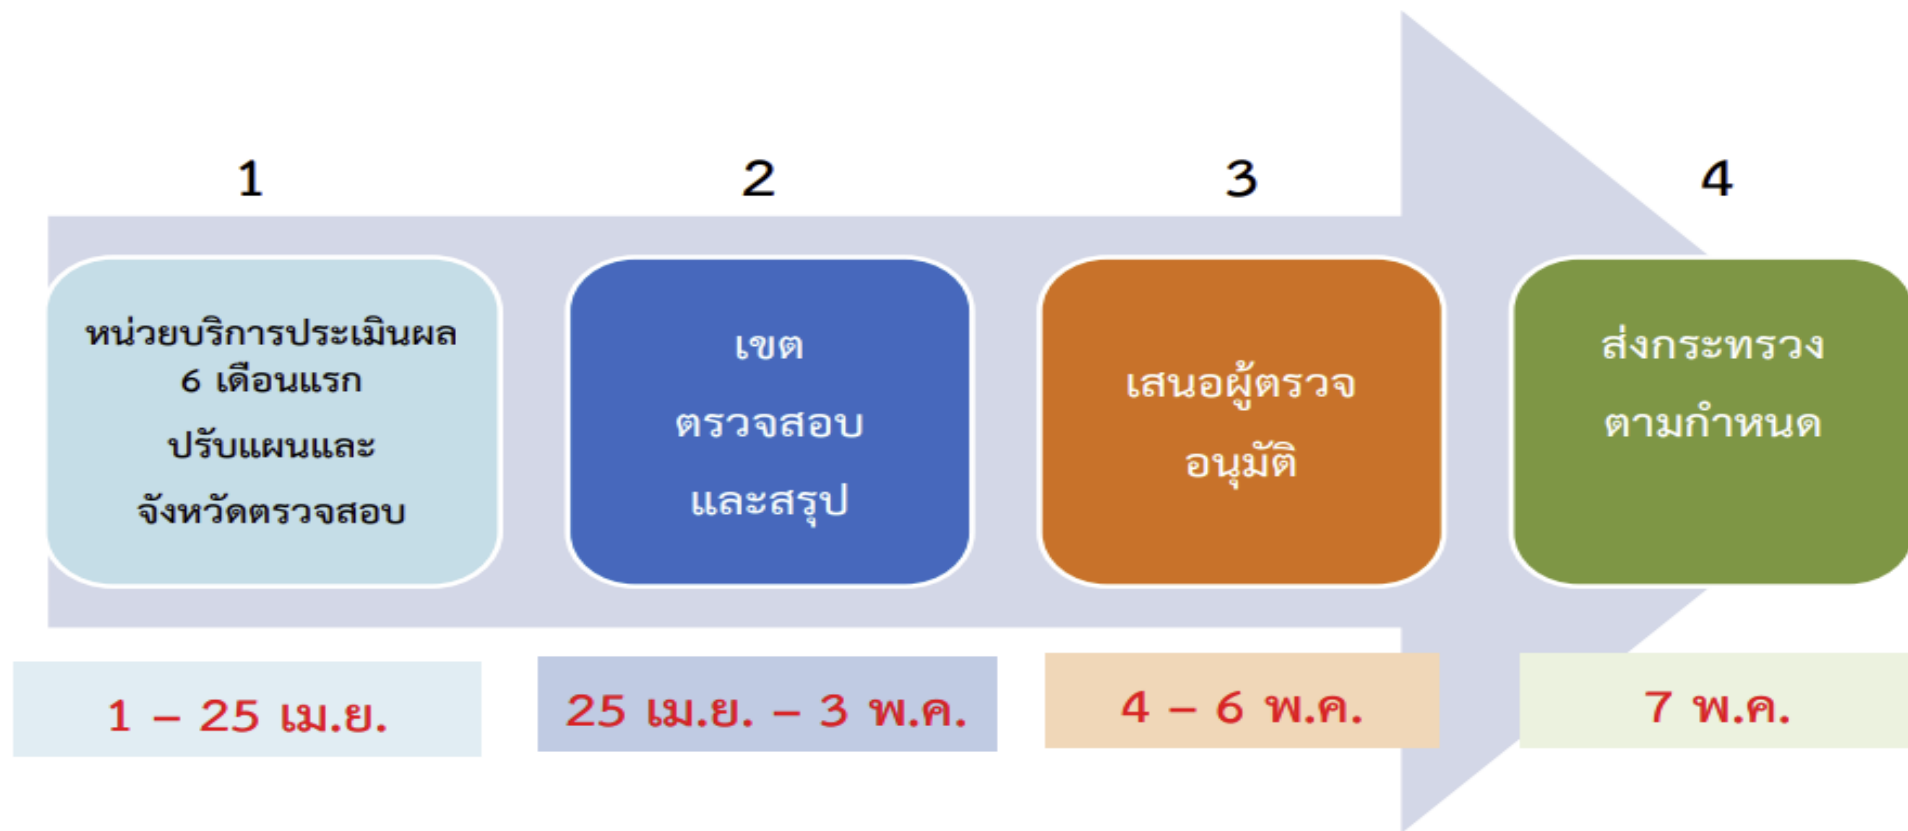 1
หน่วยบริการประเมินผล
6 เดือนแรก
ปรับแผนและ
จังหวัดตรวจสอบ
1 – 25 เม.ย.
2
เขต
ตรวจสอบ
และสรุป
25 เม.ย. – 3 พ.ค.
3
เสนอผู้ตรวจ
อนุมัติ
4 – 6 พ.ค.
4
ส่งกระทรวง
ตามกำหนด
7 พ.ค.